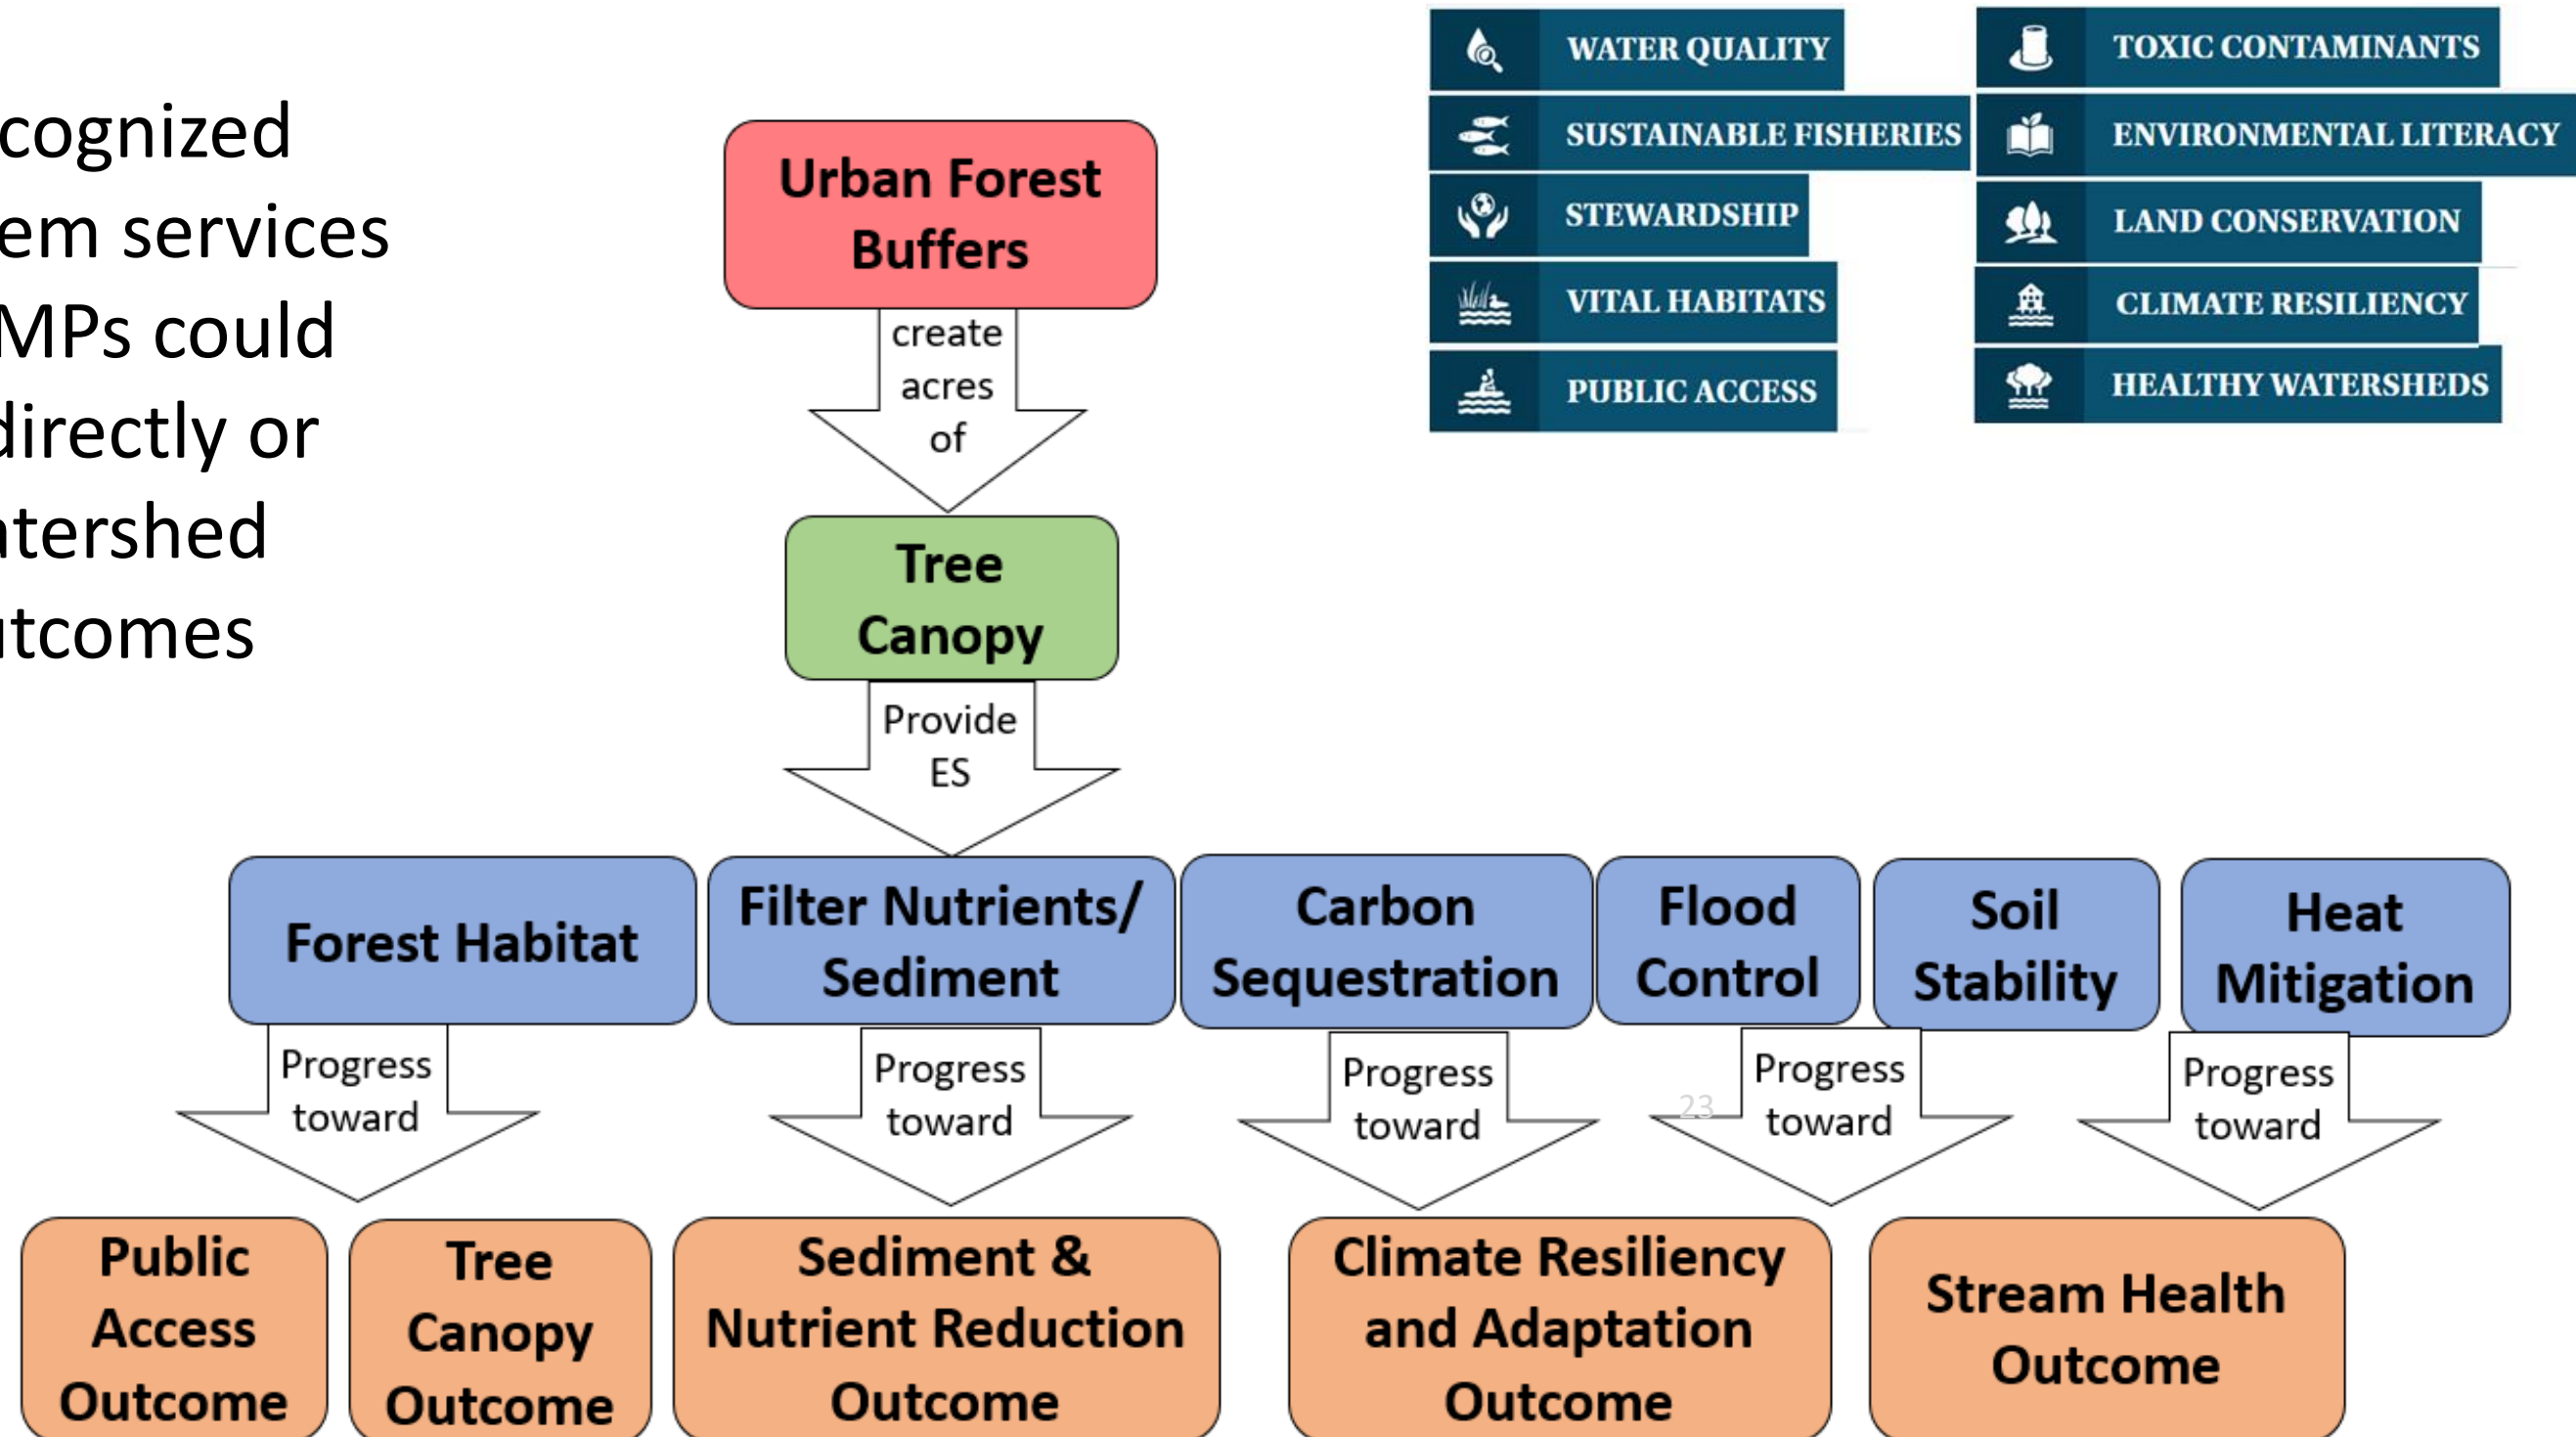 cognized
em services
MPs could
directly or
atershed
utcomes
WATER QUALITY
SUSTAINABLE FISHERIES
STEWARDSHIP
VITAL HABITATS
PUBLIC ACCESS
TOXIC CONTAMINANTS
ENVIRONMENTAL LITERACY
LAND CONSERVATION
CLIMATE RESILIENCY
HEALTHY WATERSHEDS
Urban Forest
Buffers
create
acres
of
Tree
Canopy
Provide
ES
Forest Habitat
Filter Nutrients/
Sediment
Carbon
Sequestration
Flood
Control
Soil
Stability
Heat
Mitigation
Progress
toward
Progress
toward
Progress
toward
23
Progress
toward
Progress
toward
Public
Access
Outcome
Tree
Canopy
Outcome
Sediment &
Nutrient Reduction
Outcome
Climate Resiliency
and Adaptation
Outcome
Stream Health
Outcome